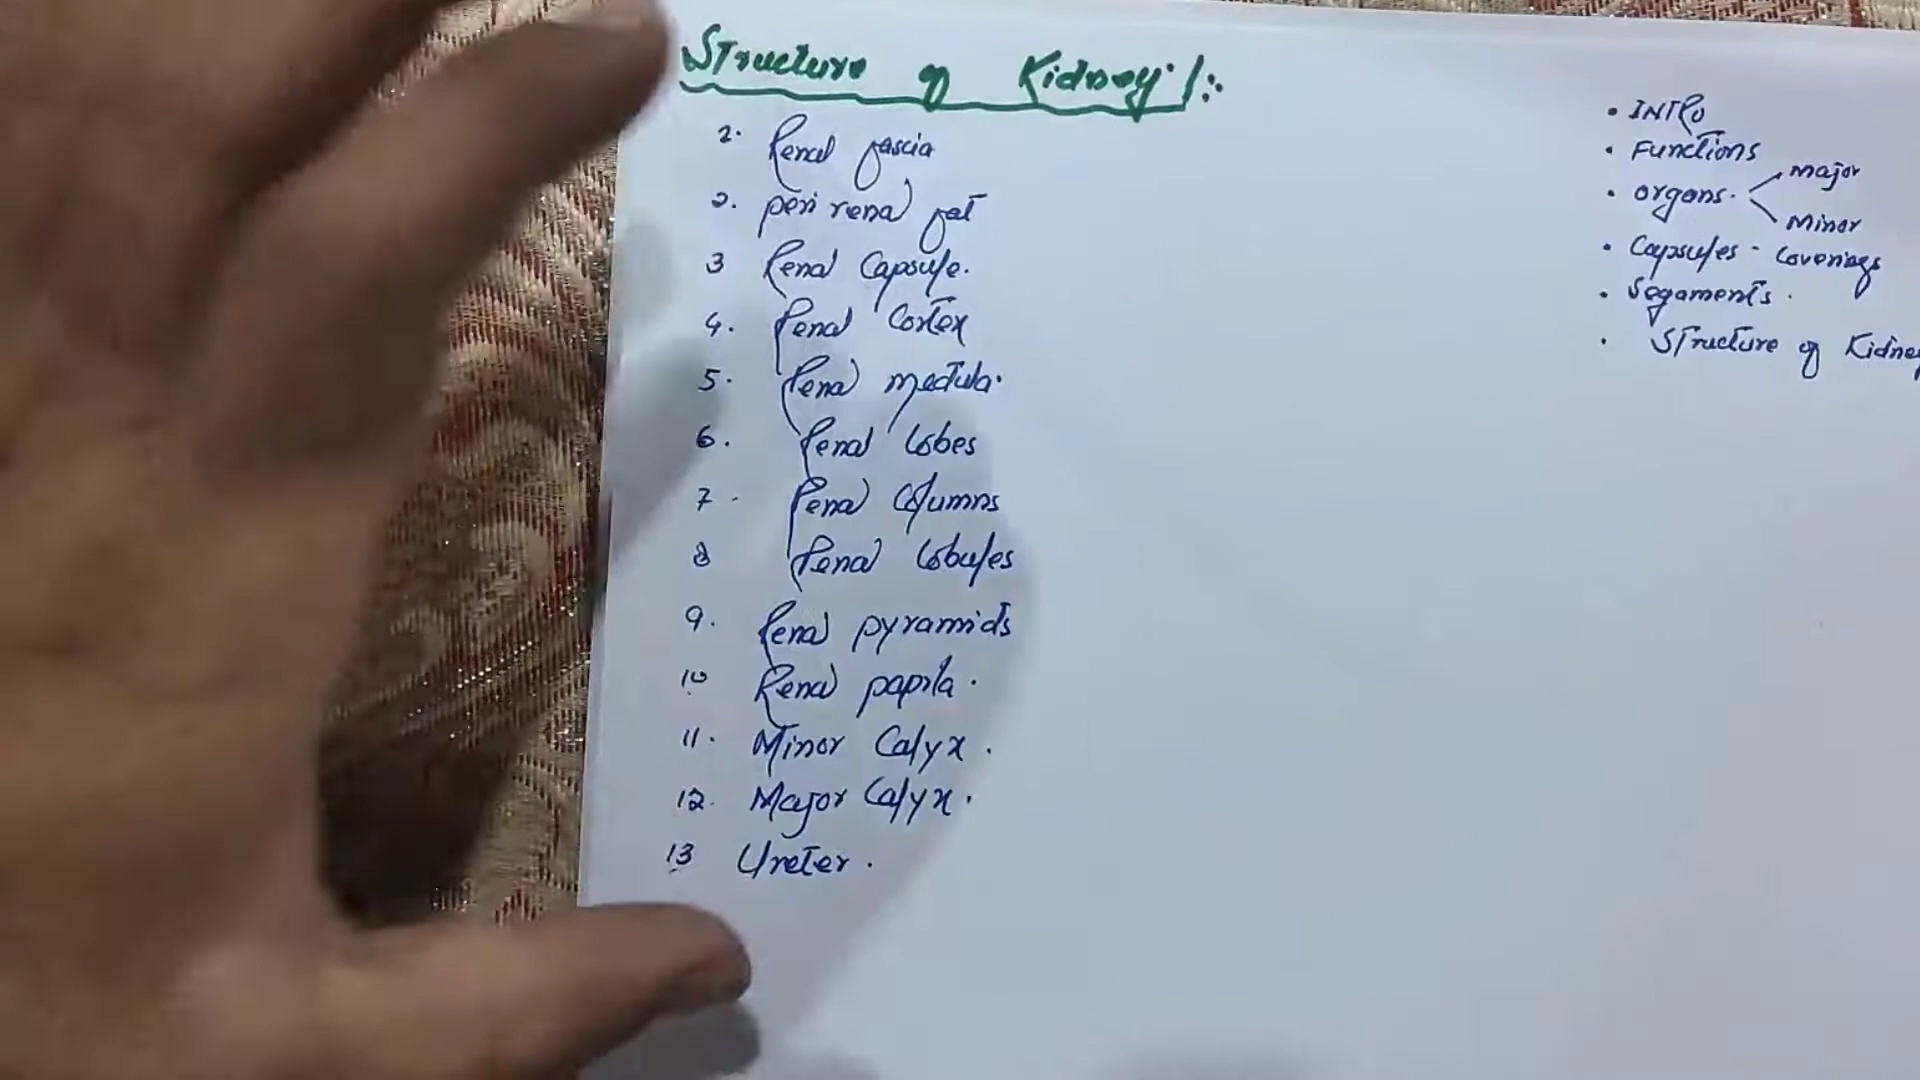 Structure of Kidney :
2. Renal fascia
2. peri renal fat
3 Renal Capsule.
4. Renal Cortex
5. Renal medula.
6. Renal lobes
7. Renal Columns
8 Renal lobules
9. Renal pyramids
10 Renal papila.
11. Minor Calyx.
12. Major Calyx.
13 Ureter.
• INTRO
• Functions
• organs. Major
Minor
• Capsules - Coverings
• Segaments.
• Structure of Kidney